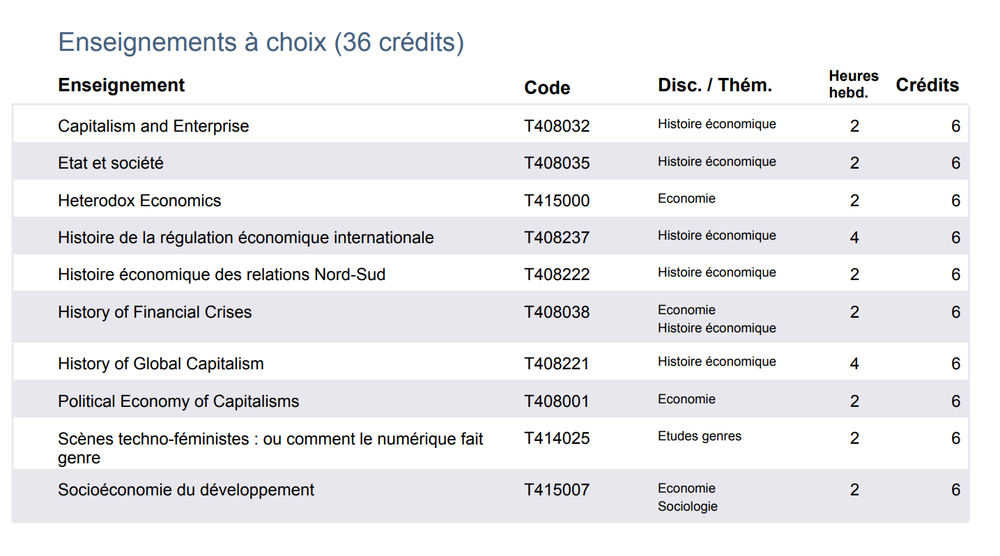 Enseignements à choix (36 crédits)
Enseignement Code Disc. / Thém. Heures hebd. Crédits
Capitalism and Enterprise T408032 Histoire économique 2 6
Etat et société T408035 Histoire économique 2 6
Heterodox Economics T415000 Economie 2 6
Histoire de la régulation économique internationale T408237 Histoire économique 4 6
Histoire économique des relations Nord-Sud T408222 Histoire économique 2 6
History of Financial Crises T408038 Economie 2 6
Histoire économique
History of Global Capitalism T408221 Histoire économique 4 6
Political Economy of Capitalisms T408001 Economie 2 6
Scènes techno-féministes : ou comment le numérique fait T414025 Etudes genres 2 6
genre
Socioéconomie du développement T415007 Economie 2 6
Sociologie